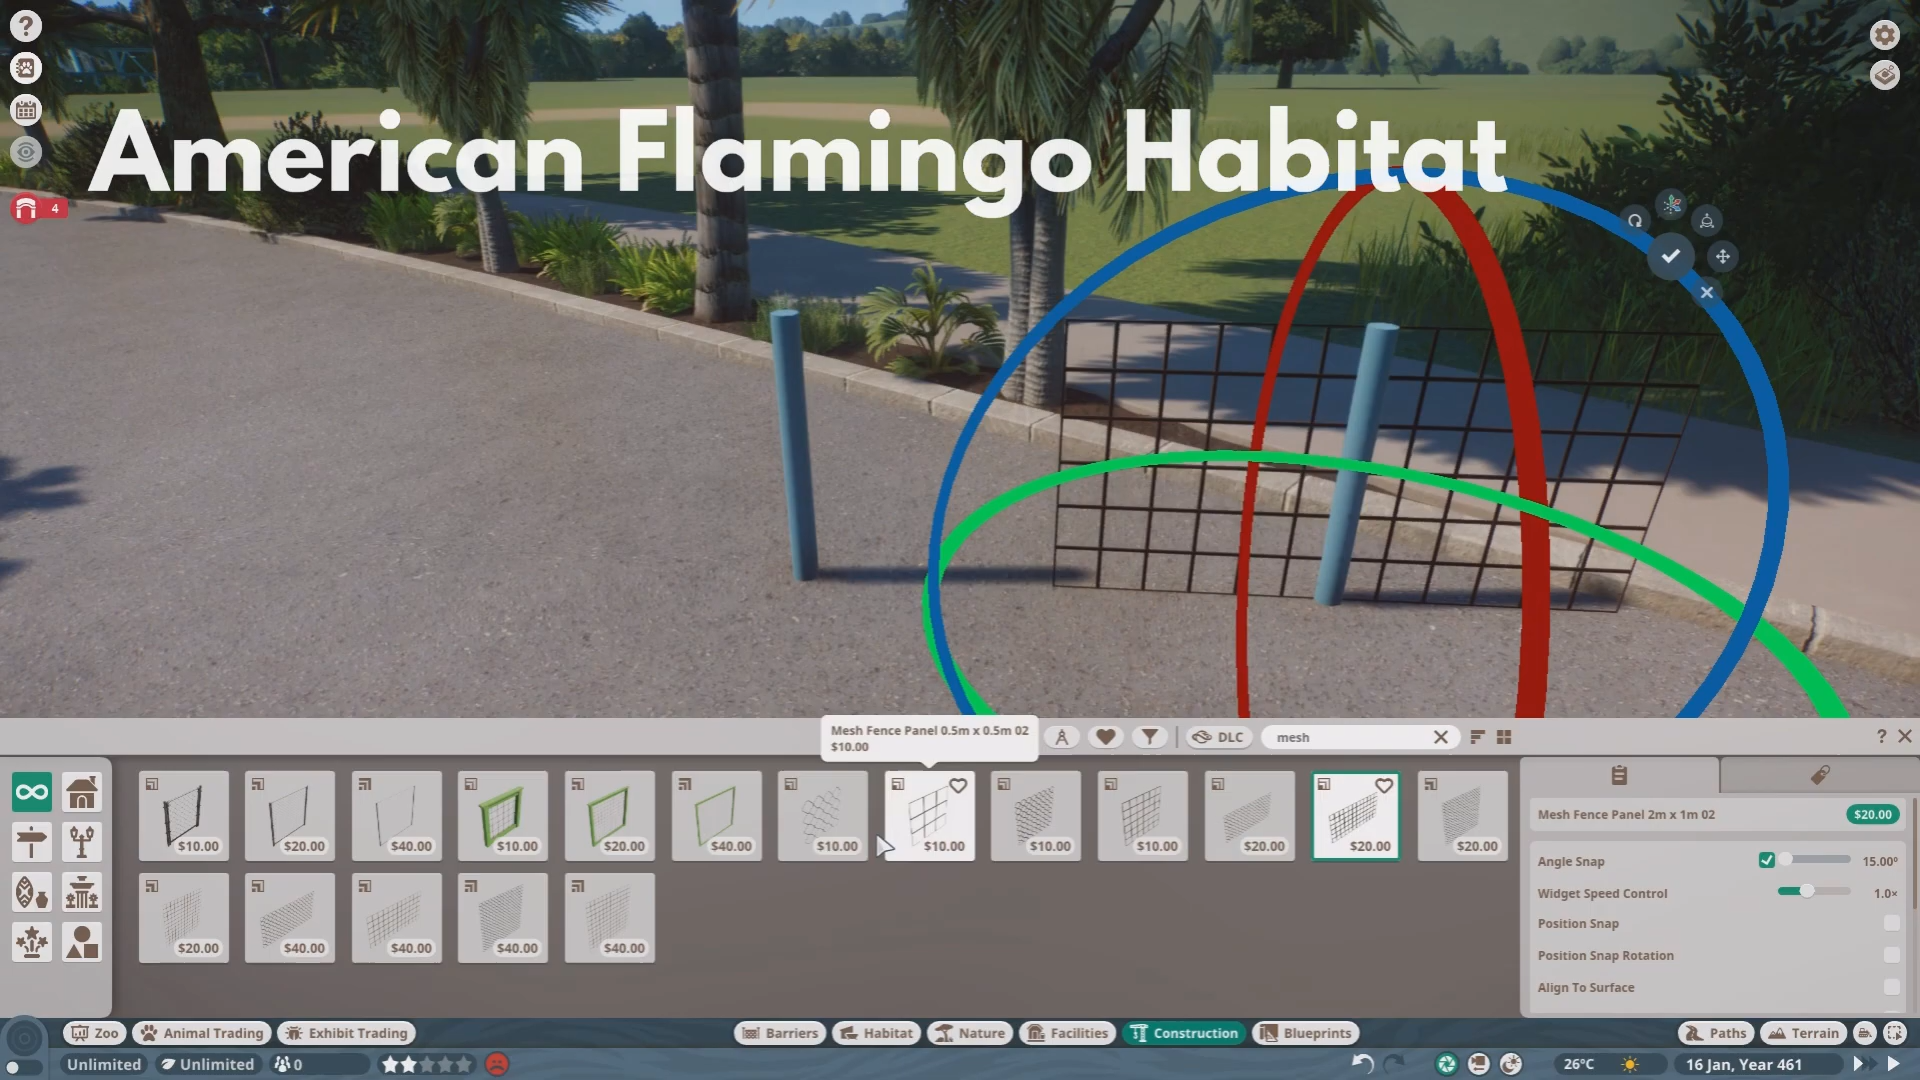 American Flamingo Habitat
4
Mesh Fence Panel 0.5m x 0.5m 02
$10.00
DLC
mesh
$10.00 $20.00 $40.00 $10.00 $20.00 $40.00 $10.00 $10.00 $10.00 $10.00 $20.00 $20.00 $20.00
$20.00 $40.00 $40.00 $40.00 $40.00
Mesh Fence Panel 2m x 1m 02 $20.00
Angle Snap 15.00°
Widget Speed Control 1.0×
Position Snap
Position Snap Rotation
Align To Surface
Zoo Animal Trading Exhibit Trading Barriers Habitat Nature Facilities Construction Blueprints Paths Terrain
Unlimited Unlimited 0 26°C 16 Jan, Year 461